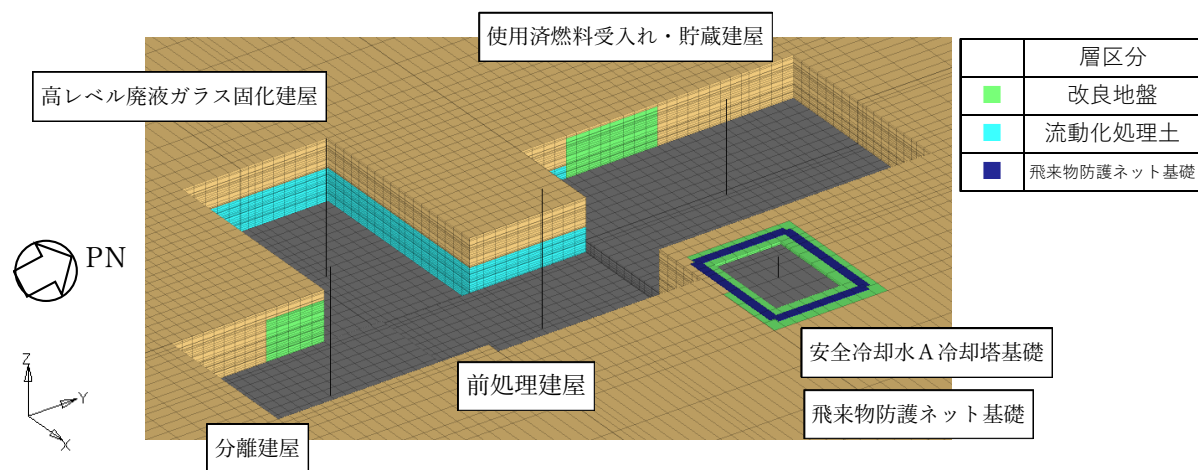 使用済燃料受入れ・貯蔵建屋
高レベル廃液ガラス固化建屋
層区分
改良地盤
流動化処理土
飛来物防護ネット基礎
PN
安全冷却水A冷却塔基礎
前処理建屋
飛来物防護ネット基礎
分離建屋
Z
Y
X